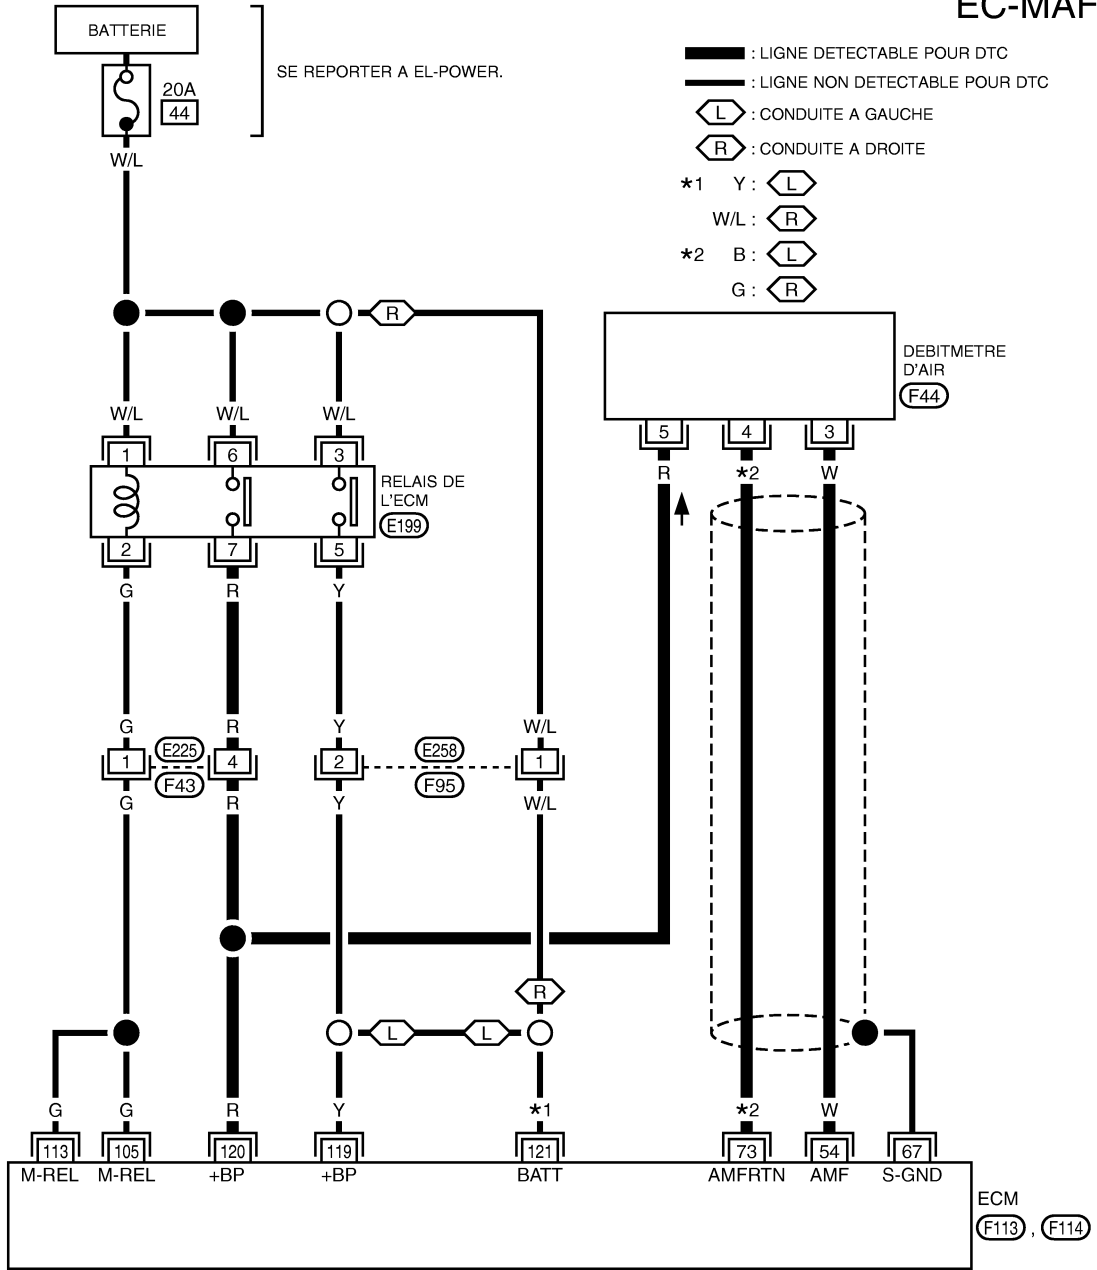 EC-MAF
BATTERIE
20A
44
SE REPORTER A EL-POWER.
: LIGNE DETECTABLE POUR DTC
: LIGNE NON DETECTABLE POUR DTC
L : CONDUITE A GAUCHE
R : CONDUITE A DROITE
*1 Y : L
W/L : R
*2 B : L
G : R
W/L
R
DEBITMETRE
D'AIR
F44
5 4 3
R *2 W
W/L W/L W/L
1 6 3
RELAIS DE
L'ECM
E199
2 7 5
G R Y
G R Y W/L
1 E225 4 2 E258 1
F43 F95
G R Y W/L
R
L L
G G R Y *1 *2 W
113 105 120 119 121 73 54 67
M-REL M-REL +BP +BP BATT AMFRTN AMF S-GND
ECM
F113 , F114